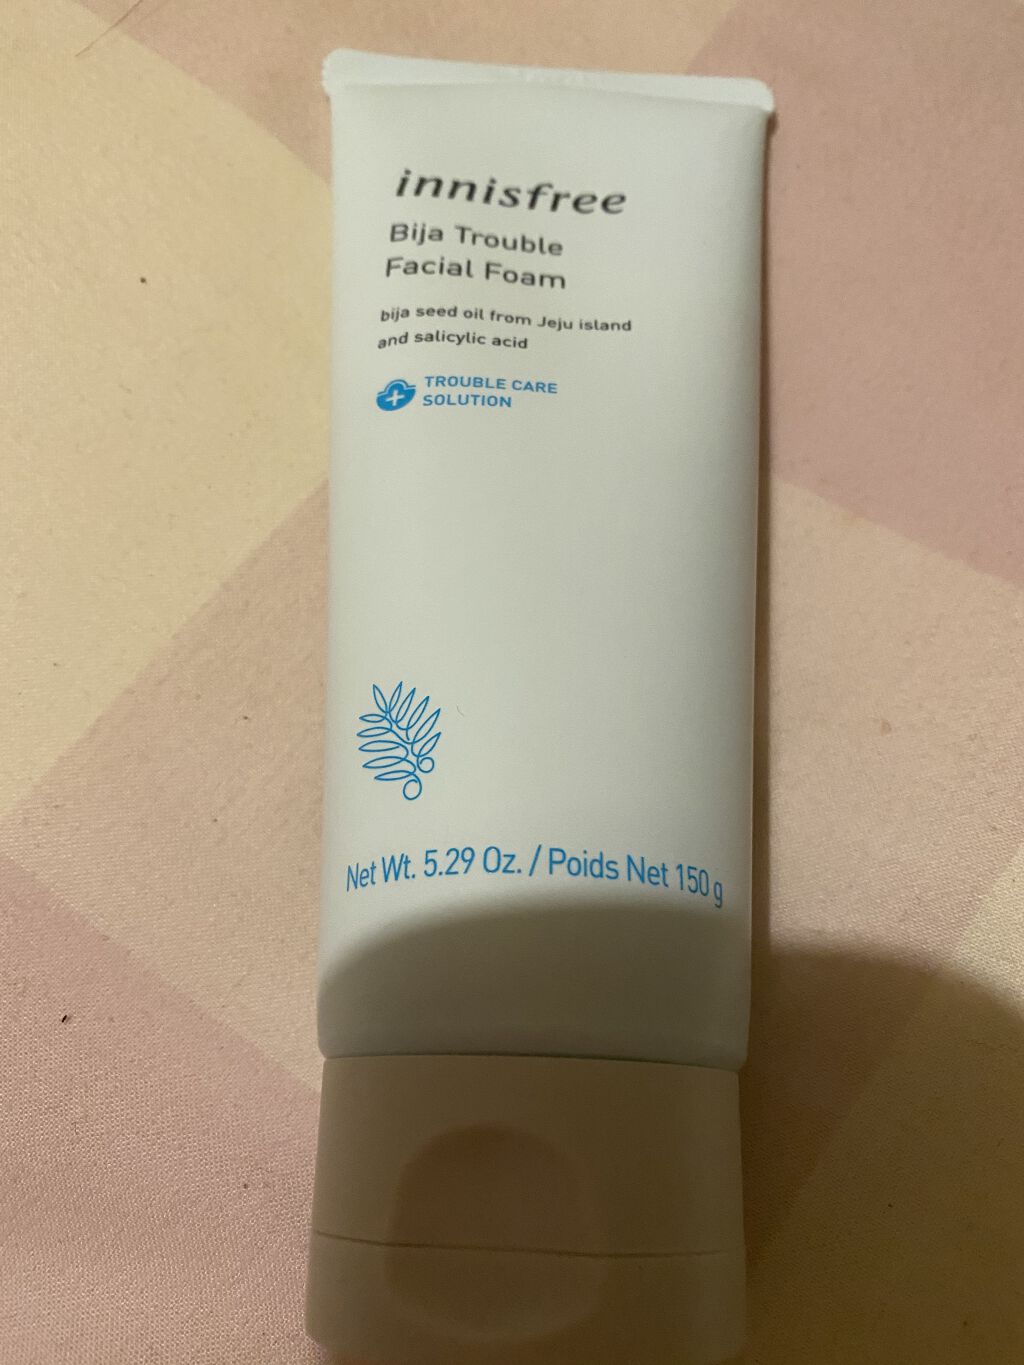 innisfree
Bija Trouble
Facial Foam
bija seed oil from Jeju island
and salicylic acid
TROUBLE CARE
SOLUTION
Net Wt. 5.29 Oz. / Poids Net 150 g